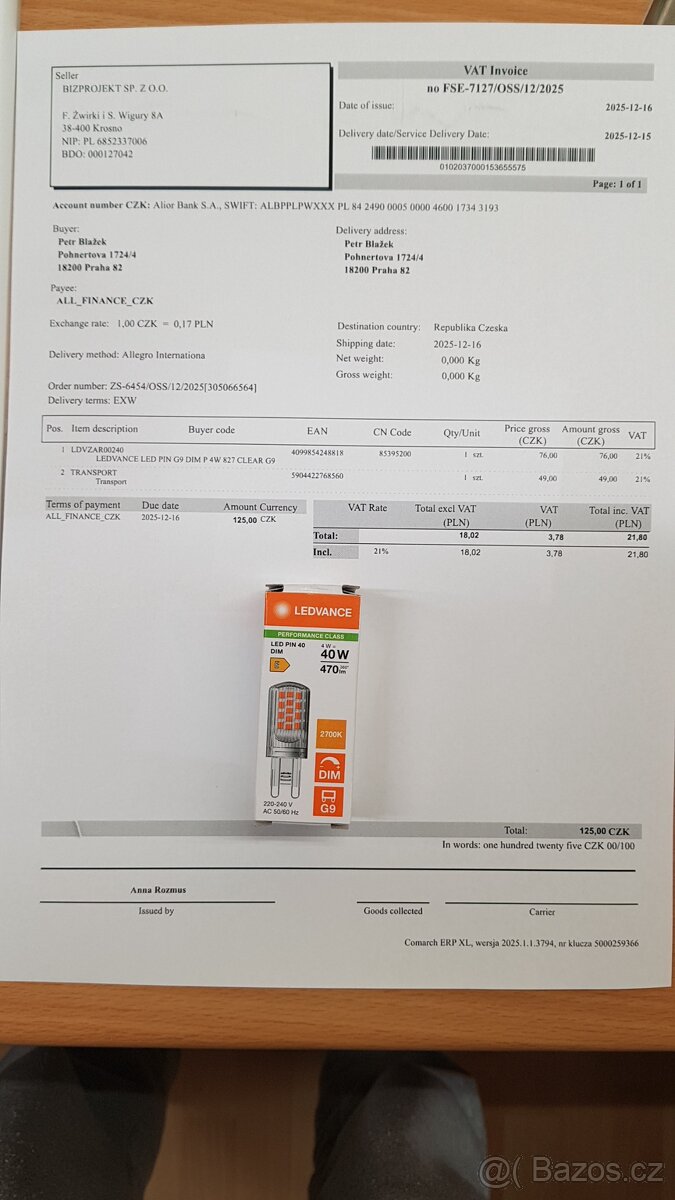 Seller
BIZPROJEKT SP. Z O.O.
F. Żwirki i S. Wigury 8A
38-400 Krosno
NIP: PL 6852337006
BDO: 000127042
VAT Invoice
no FSE-7127/OSS/12/2025
Date of issue: 2025-12-16
Delivery date/Service Delivery Date: 2025-12-15
0102037000153655575
Page: 1 of 1
Account number CZK: Alior Bank S.A., SWIFT: ALBPPLPWXXX PL 84 2490 0005 0000 4600 1734 3193
Buyer:
Petr Blažek
Pohnertova 1724/4
18200 Praha 82
Delivery address:
Petr Blažek
Pohnertova 1724/4
18200 Praha 82
Payee:
ALL_FINANCE_CZK
Exchange rate: 1,00 CZK = 0,17 PLN
Delivery method: Allegro Internationa
Order number: ZS-6454/OSS/12/2025[305066564]
Delivery terms: EXW
Destination country: Republika Czeska
Shipping date: 2025-12-16
Net weight: 0,000 Kg
Gross weight: 0,000 Kg
Pos. Item description Buyer code EAN CN Code Qty/Unit Price gross (CZK) Amount gross (CZK) VAT
1 LDVZAR00240 4099854248818 85395200 1 szt. 76,00 76,00 21%
LEDVANCE LED PIN G9 DIM P 4W 827 CLEAR G9
2 TRANSPORT 5904422768560 1 szt. 49,00 49,00 21%
Transport
Terms of payment Due date Amount Currency
ALL_FINANCE_CZK 2025-12-16 125,00 CZK
VAT Rate Total excl VAT (PLN) VAT (PLN) Total inc. VAT (PLN)
Total: 18,02 3,78 21,80
Incl. 21% 18,02 3,78 21,80
LEDVANCE
PERFORMANCE CLASS
LED PIN 40
DIM
4 W =
40W
470lm
2700K
DIM
G9
220-240 V
AC 50/60 Hz
Total: 125,00 CZK
In words: one hundred twenty five CZK 00/100
Anna Rozmus
Issued by
Goods collected
Carrier
Comarch ERP XL, wersja 2025.1.1.3794, nr klucza 5000259366
@( Bazos.cz